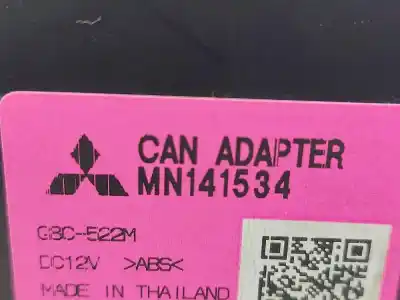 CAN ADAPTER
MN141534
G8C-522M
DC12V >ABS<
MADE IN THAILAND